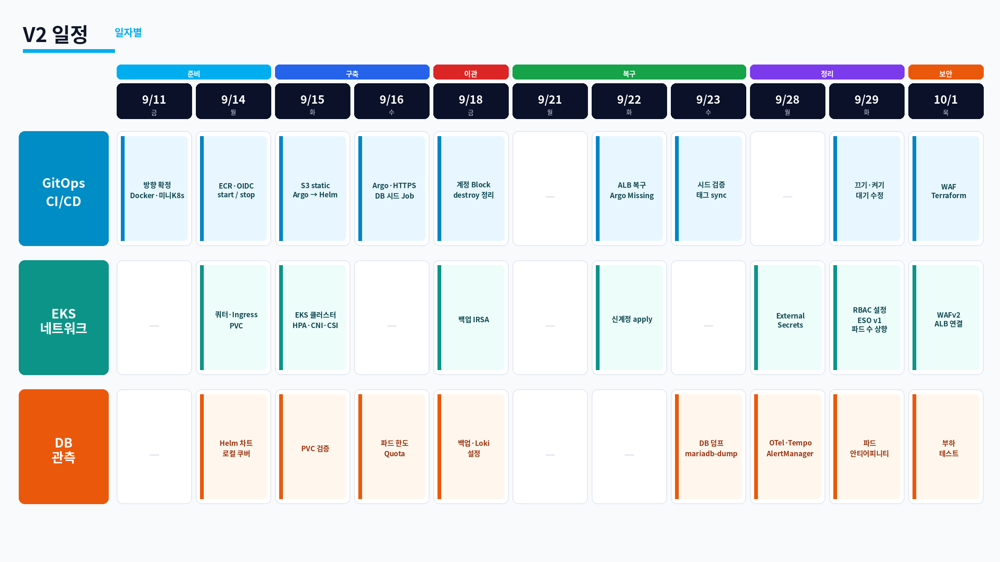 V2 일정
일자별
준비
구축
이관
복구
정리
보안
9/11
금
9/14
월
9/15
화
9/16
수
9/18
금
9/21
월
9/22
화
9/23
수
9/28
월
9/29
화
10/1
목
GitOps
CI/CD
방향 확정
Docker·미니K8s
ECR·OIDC
start / stop
S3 static
Argo → Helm
Argo·HTTPS
DB 시드 Job
계정 Block
destroy 정리
—
ALB 복구
Argo Missing
시드 검증
태그 sync
—
끄기·켜기
대기 수정
WAF
Terraform
EKS
네트워크
—
쿼터·Ingress
PVC
EKS 클러스터
HPA·CNI·CSI
—
백업 IRSA
—
신계정 apply
—
External
Secrets
RBAC 설정
ESO v1
파드 수 상향
WAFv2
ALB 연결
DB
관측
—
Helm 차트
로컬 쿠버
PVC 검증
파드 한도
Quota
백업·Loki
설정
—
—
DB 덤프
mariadb-dump
OTel·Tempo
AlertManager
파드
안티어피니티
부하
테스트